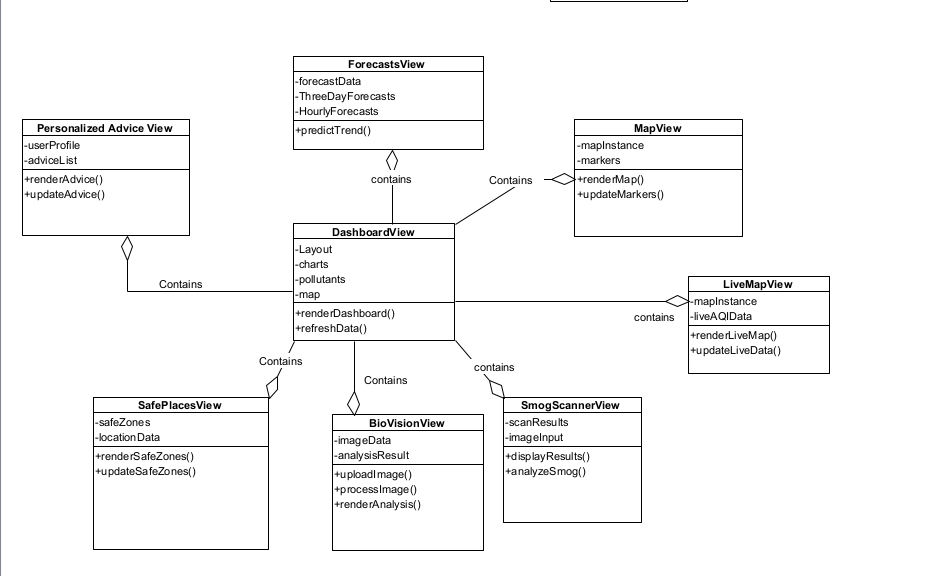 ForecastsView
-forecastData
-ThreeDayForecasts
-HourlyForecasts
+predictTrend()
Personalized Advice View
-userProfile
-adviceList
+renderAdvice()
+updateAdvice()
MapView
-mapInstance
-markers
+renderMap()
+updateMarkers()
contains
Contains
DashboardView
-Layout
-charts
-pollutants
-map
+renderDashboard()
+refreshData()
Contains
LiveMapView
-mapInstance
-liveAQIData
+renderLiveMap()
+updateLiveData()
contains
Contains
Contains
contains
SafePlacesView
-safeZones
-locationData
+renderSafeZones()
+updateSafeZones()
BioVisionView
-imageData
-analysisResult
+uploadImage()
+processImage()
+renderAnalysis()
SmogScannerView
-scanResults
-imageInput
+displayResults()
+analyzeSmog()